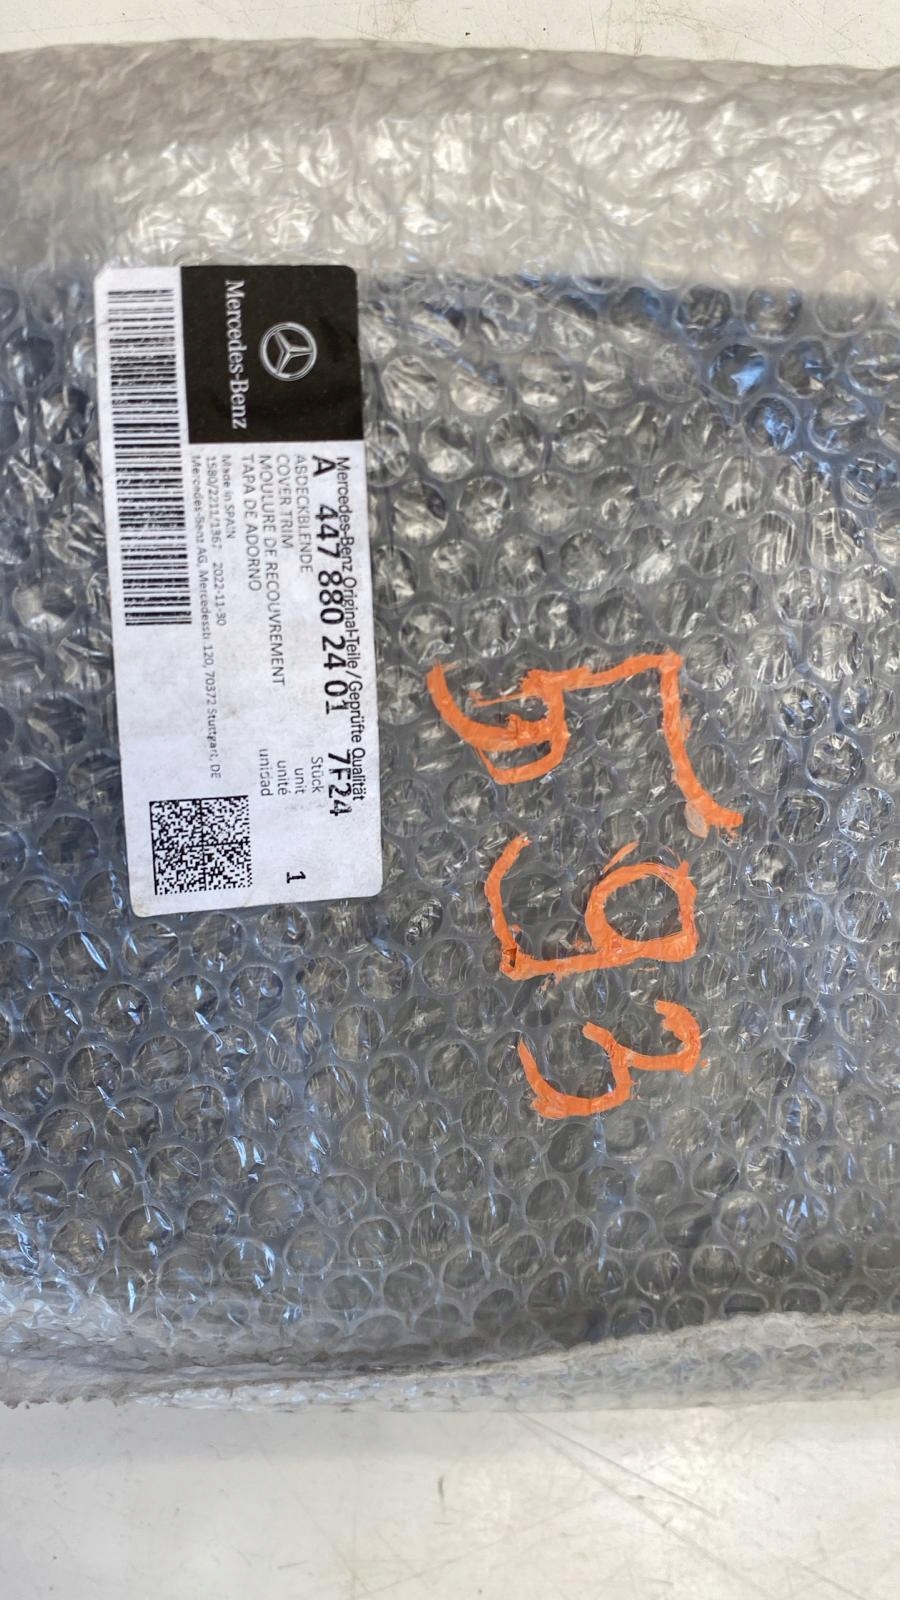 Mercedes-Benz
Mercedes-Benz Original-Teile / Geprüfte Qualität
A 447 880 24 01 7F24
ABDECKBLENDE
COVER TRIM
MOULURE DE RECOUVREMENT
TAPA DE ADORNO
Stück
unit
unité
unidad
1
Made in SPAIN
1580/2211/1367 2022-11-30
Mercedes-Benz AG, Mercedesstr. 120, 70372 Stuttgart, DE
593